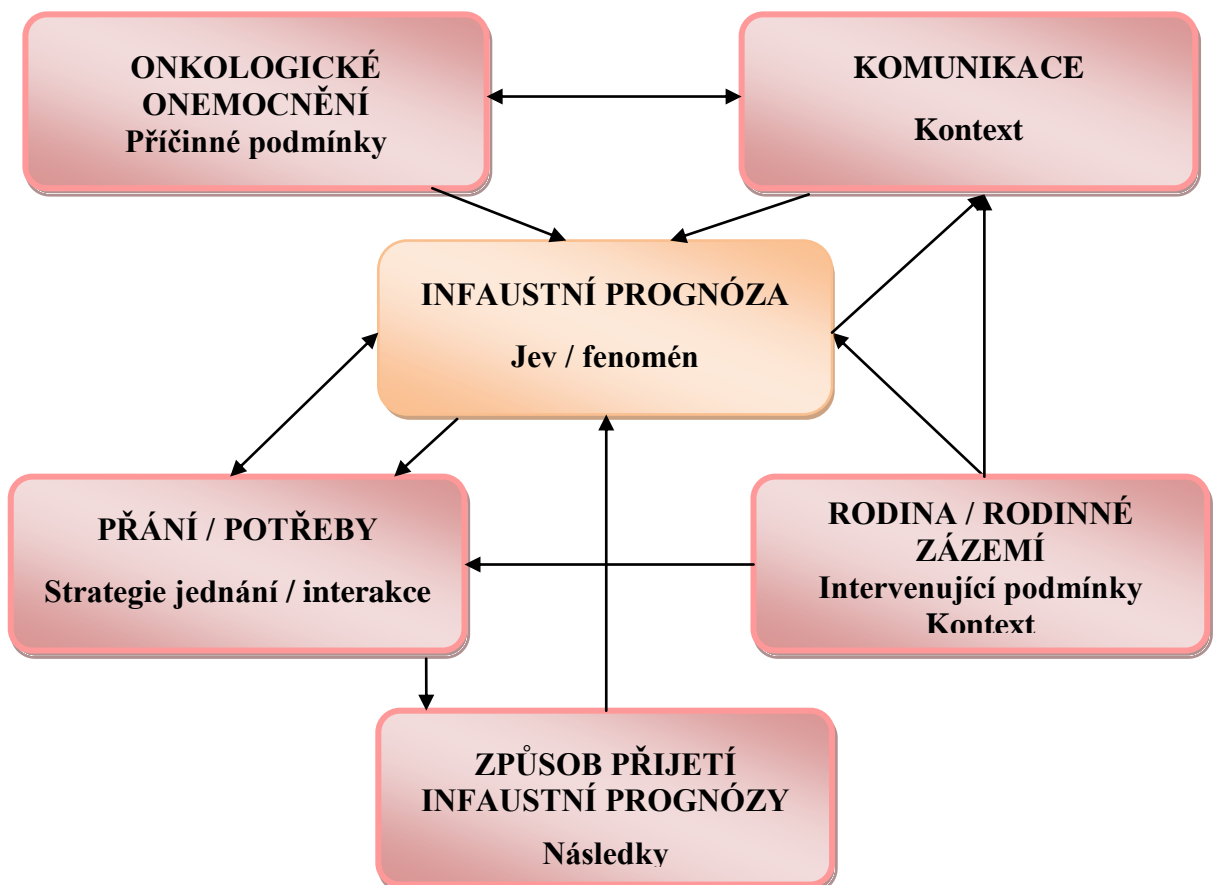 ONKOLOGICKÉ
ONEMOCNĚNÍ
Příčinné podmínky
KOMUNIKACE
Kontext
INFAUSTNÍ PROGNÓZA
Jev / fenomén
PŘÁNÍ / POTŘEBY
Strategie jednání / interakce
RODINA / RODINNÉ
ZÁZEMÍ
Intervenující podmínky
Kontext
ZPŮSOB PŘIJETÍ
INFAUSTNÍ PROGNÓZY
Následky